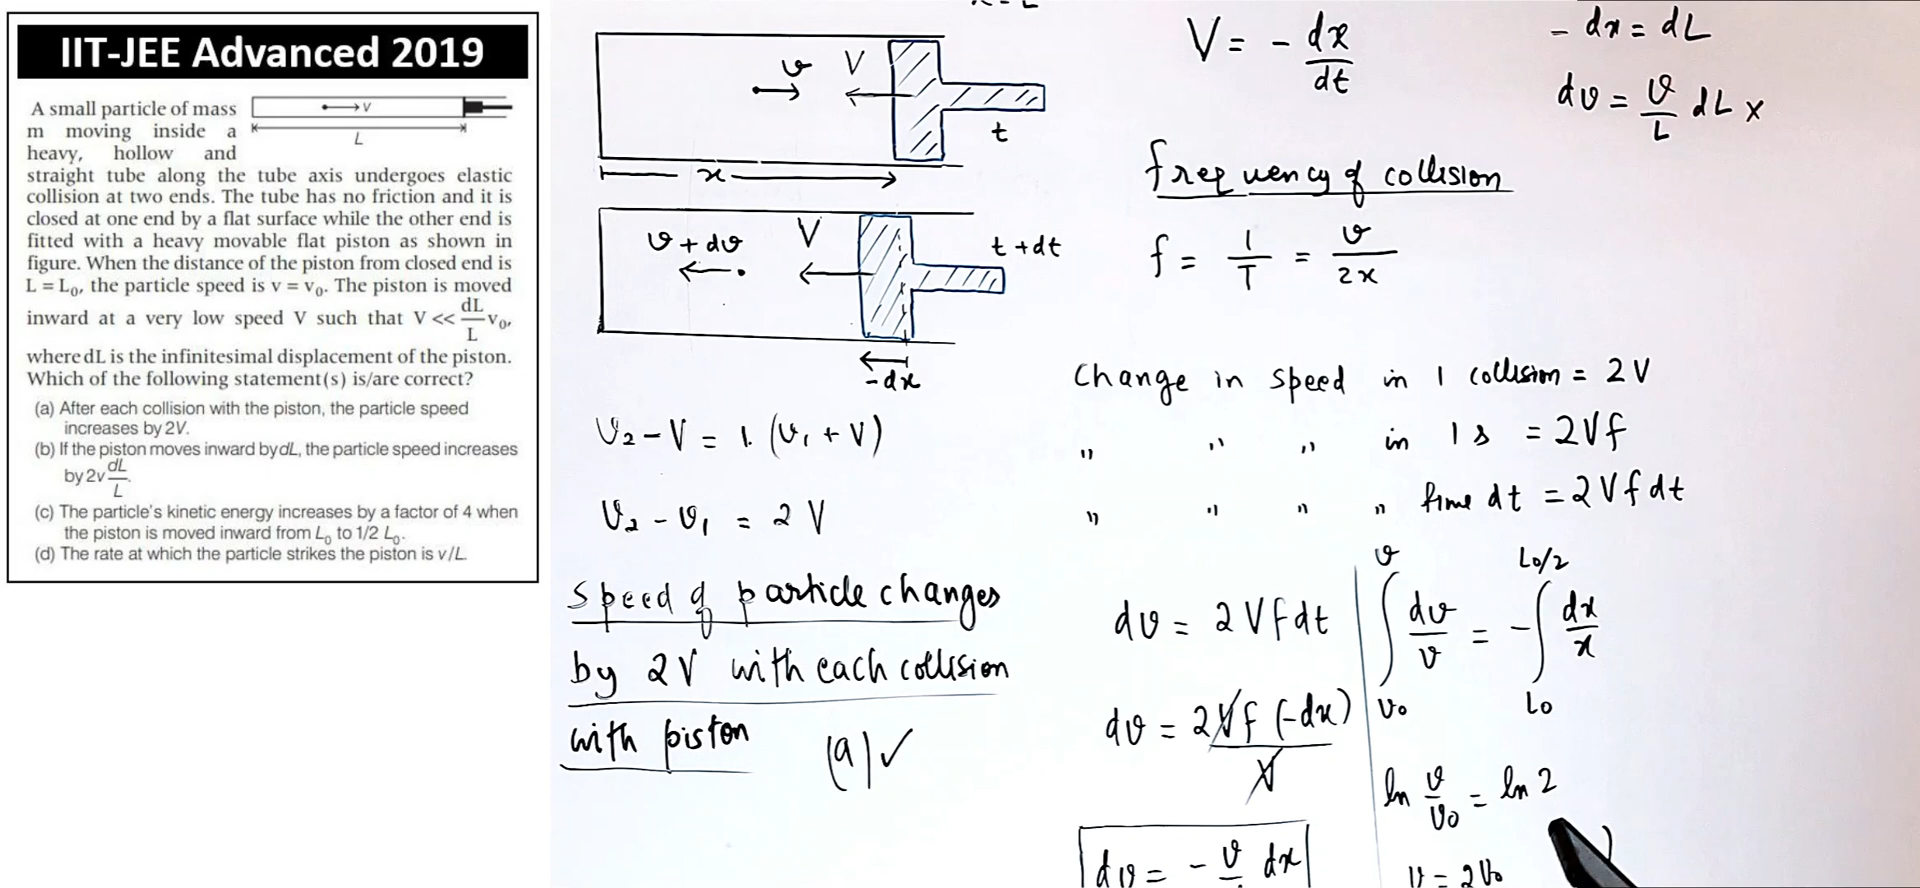 IIT-JEE Advanced 2019
A small particle of mass
m moving inside a
heavy, hollow and
straight tube along the tube axis undergoes elastic
collision at two ends. The tube has no friction and it is
closed at one end by a flat surface while the other end is
fitted with a heavy movable flat piston as shown in
figure. When the distance of the piston from closed end is
L = L₀, the particle speed is v = v₀. The piston is moved
inward at a very low speed V such that V << dL/L v₀,
where dL is the infinitesimal displacement of the piston.
Which of the following statement(s) is/are correct?
(a) After each collision with the piston, the particle speed
increases by 2V.
(b) If the piston moves inward by dL, the particle speed increases
by 2v dL/L.
(c) The particle's kinetic energy increases by a factor of 4 when
the piston is moved inward from L₀ to 1/2 L₀.
(d) The rate at which the particle strikes the piston is v/L.
V
L
v V
t
x
v + dv V
t + dt
-dx
v₂ - V = 1. (v₁ + V)
v₂ - v₁ = 2V
Speed of particle changes
by 2V with each collision
with piston (a) ✓
V = - dx/dt
- dx = dL
dv = v/L dL x
frequency of collision
f = 1/T = v/2x
Change in speed in 1 collision = 2V
" " " in 1 s = 2Vf
" " " " time dt = 2Vfdt
dv = 2Vfdt
dv = 2Vf (-dx)/V
dv = - v dx
∫ᵥ₀ᵛ dv/v = - ∫L₀^L₀/2 dx/x
ln v/v₀ = ln 2
v = 2v₀